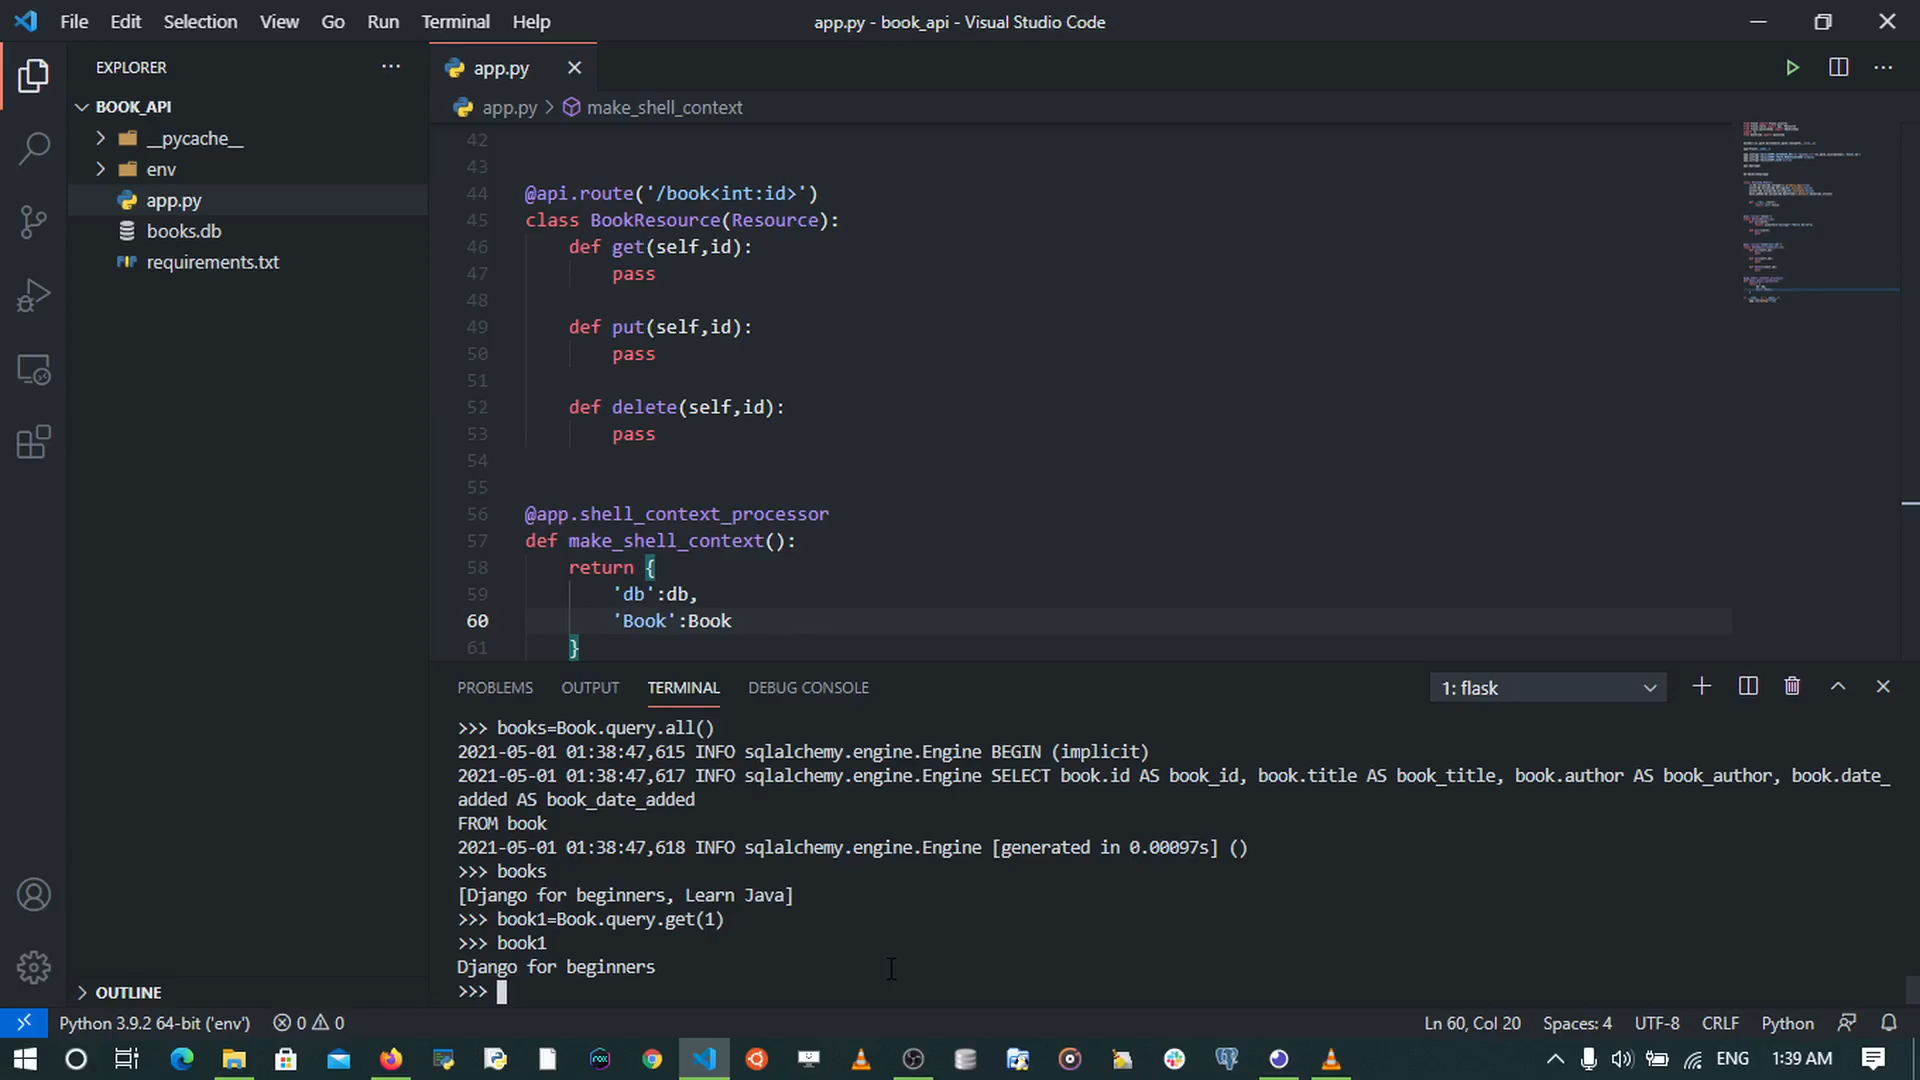 File Edit Selection View Go Run Terminal Help
app.py - book_api - Visual Studio Code
EXPLORER
BOOK_API
__pycache__
env
app.py
books.db
requirements.txt
OUTLINE
app.py
app.py > make_shell_context
42
43
44 @api.route('/book<int:id>')
45 class BookResource(Resource):
46 def get(self,id):
47 pass
48
49 def put(self,id):
50 pass
51
52 def delete(self,id):
53 pass
54
55
56 @app.shell_context_processor
57 def make_shell_context():
58 return {
59 'db':db,
60 'Book':Book
61 }
PROBLEMS OUTPUT TERMINAL DEBUG CONSOLE
1: flask
>>> books=Book.query.all()
2021-05-01 01:38:47,615 INFO sqlalchemy.engine.Engine BEGIN (implicit)
2021-05-01 01:38:47,617 INFO sqlalchemy.engine.Engine SELECT book.id AS book_id, book.title AS book_title, book.author AS book_author, book.date_
added AS book_date_added
FROM book
2021-05-01 01:38:47,618 INFO sqlalchemy.engine.Engine [generated in 0.00097s] ()
>>> books
[Django for beginners, Learn Java]
>>> book1=Book.query.get(1)
>>> book1
Django for beginners
>>>
Python 3.9.2 64-bit ('env') 0 0
Ln 60, Col 20 Spaces: 4 UTF-8 CRLF Python
ENG 1:39 AM